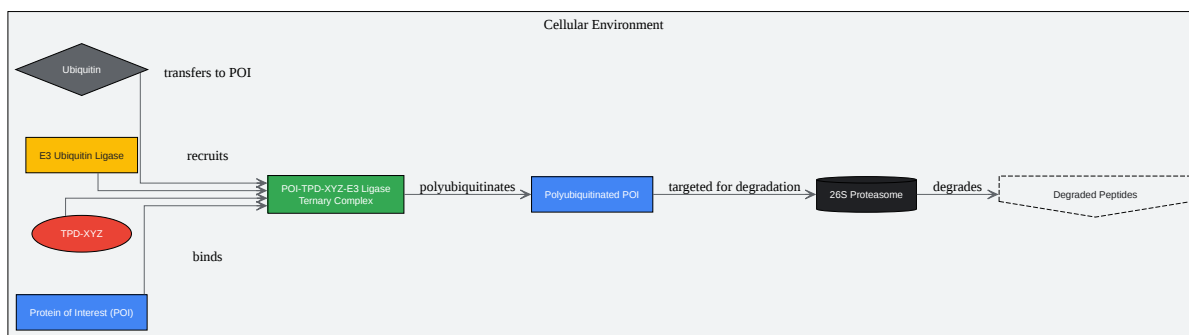 Cellular Environment
Ubiquitin
transfers to POI
E3 Ubiquitin Ligase
recruits
POI-TPD-XYZ-E3 Ligase
Ternary Complex
polyubiquitinates
Polyubiquitinated POI
targeted for degradation
26S Proteasome
degrades
Degraded Peptides
TPD-XYZ
binds
Protein of Interest (POI)